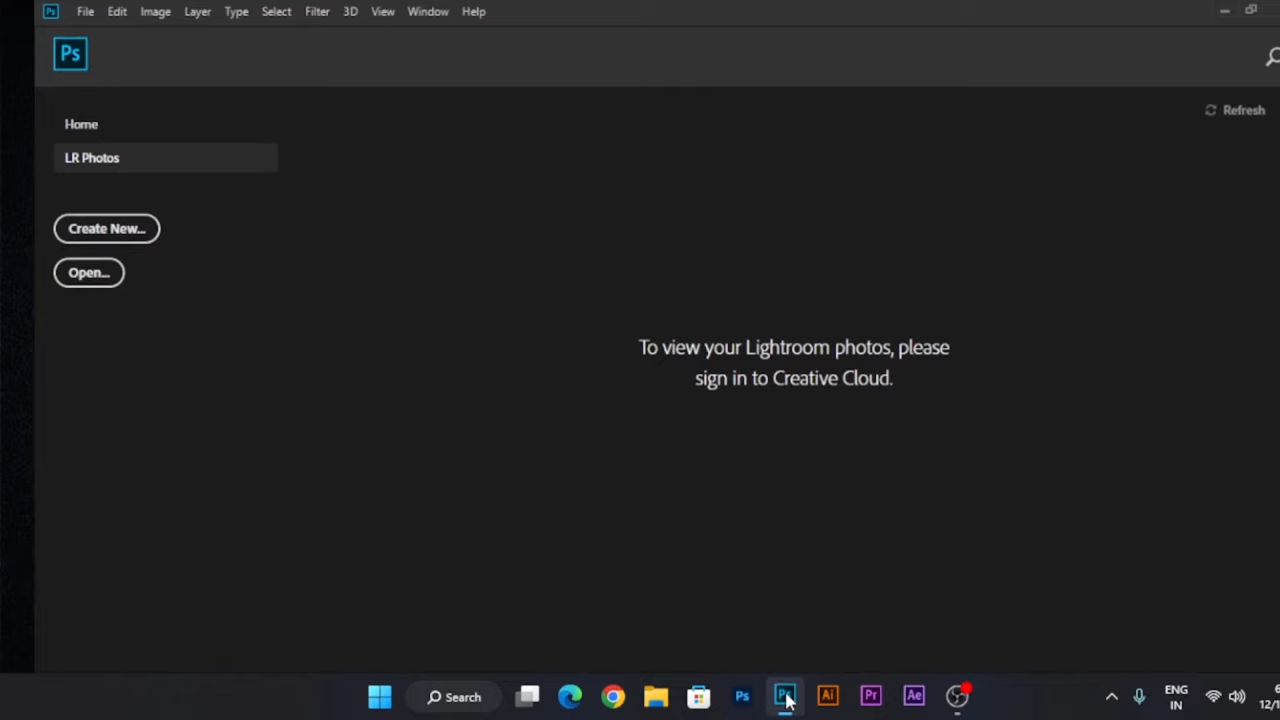 Ps File Edit Image Layer Type Select Filter 3D View Window Help
Ps
Refresh
Home
LR Photos
Create New...
Open...
To view your Lightroom photos, please
sign in to Creative Cloud.
Search Ps Ai Pr Ae
ENG
IN